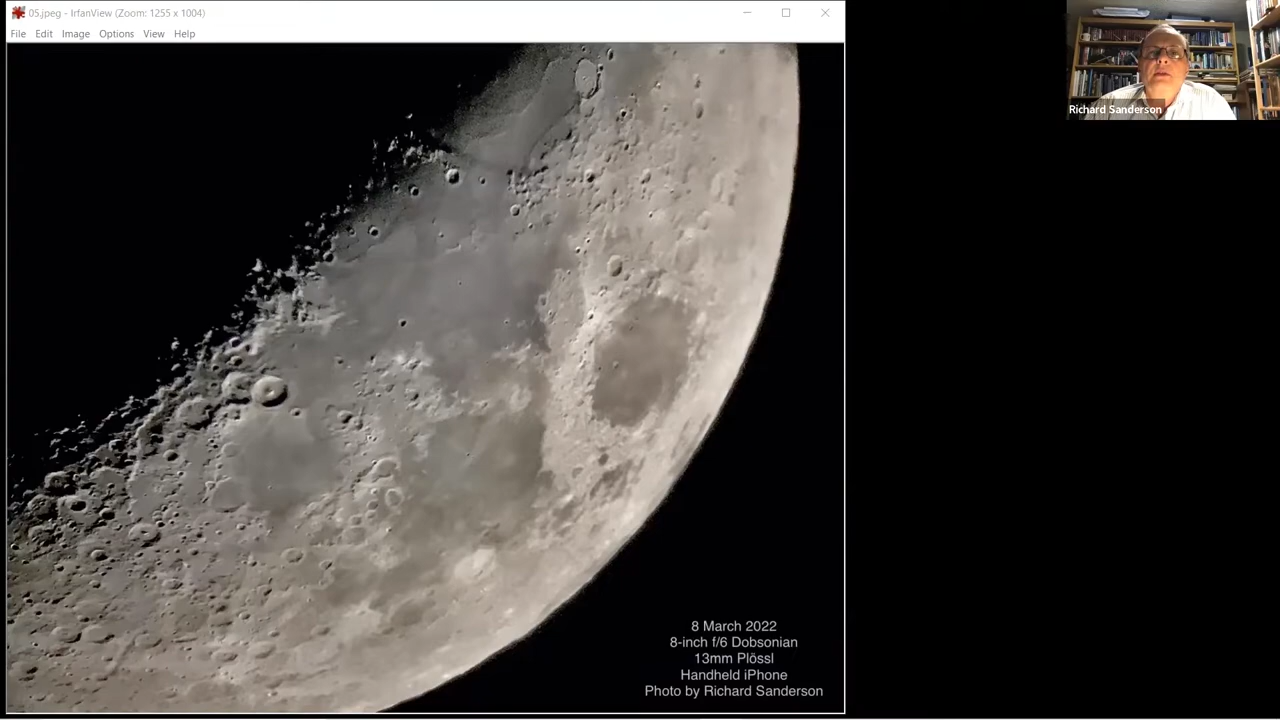 05.jpeg - IrfanView (Zoom: 1255 x 1004)
File Edit Image Options View Help
Richard Sanderson
8 March 2022
8-inch f/6 Dobsonian
13mm Plössl
Handheld iPhone
Photo by Richard Sanderson